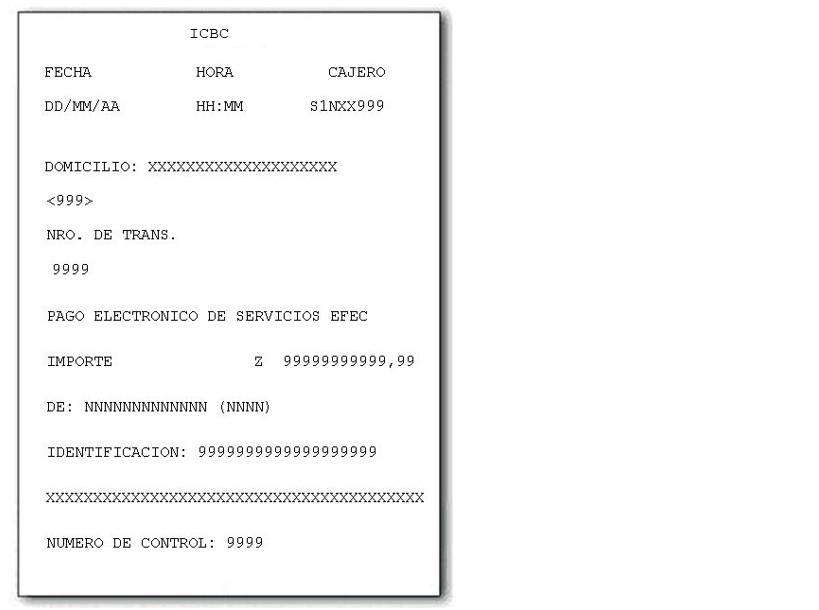 ICBC
FECHA HORA CAJERO
DD/MM/AA HH:MM S1NXX999
DOMICILIO: XXXXXXXXXXXXXXXXXXXX
<999>
NRO. DE TRANS.
9999
PAGO ELECTRONICO DE SERVICIOS EFEC
IMPORTE Z 99999999999,99
DE: NNNNNNNNNNNNN (NNNN)
IDENTIFICACION: 9999999999999999999
XXXXXXXXXXXXXXXXXXXXXXXXXXXXXXXXXXXXXXXX
NUMERO DE CONTROL: 9999